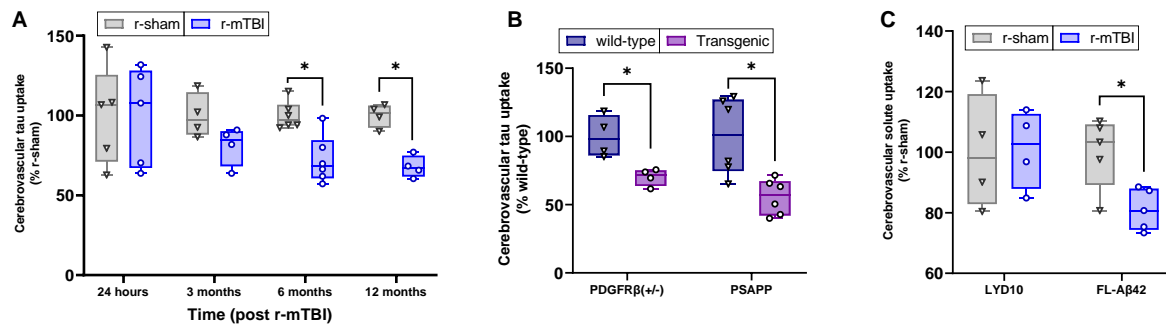 A
r-sham
r-mTBI
Cerebrovascular tau uptake
(% r-sham)
150
100
50
0
*
*
24 hours
3 months
6 months
12 months
Time (post r-mTBI)
B
wild-type
Transgenic
Cerebrovascular tau uptake
(% wild-type)
150
100
50
0
*
*
PDGFRβ(+/-)
PSAPP
C
r-sham
r-mTBI
Cerebrovascular solute uptake
(% r-sham)
140
120
100
80
60
*
LYD10
FL-Aβ42